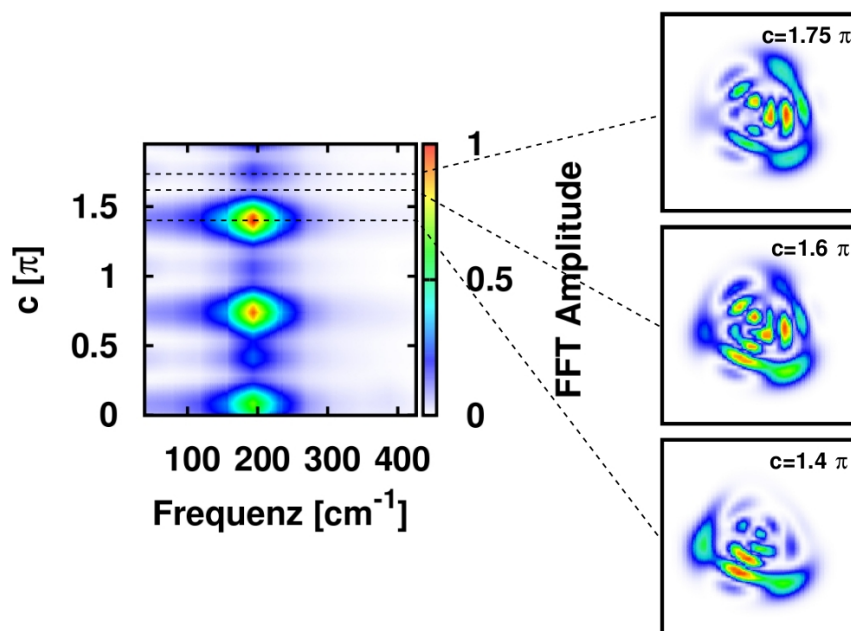 c=1.75 π
1
1.5
1
0.5
0
c [π]
100 200 300 400
Frequenz [cm⁻¹]
0.5
0
FFT Amplitude
c=1.6 π
c=1.4 π